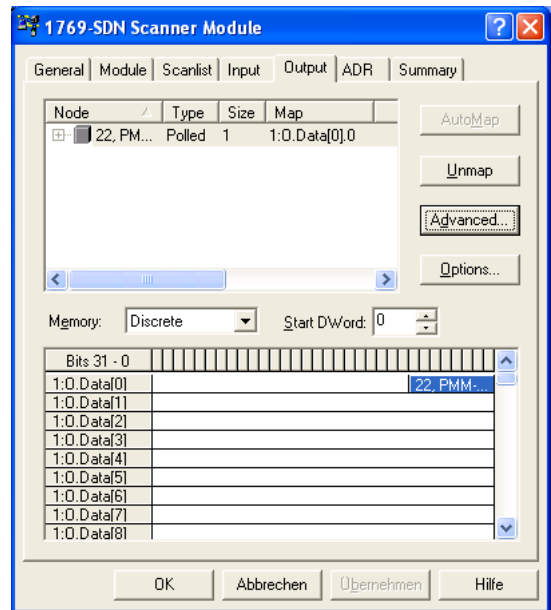 1769-SDN Scanner Module
General Module Scanlist Input Output ADR Summary
Node Type Size Map
22, PM... Polled 1 1:O.Data[0].0
AutoMap
Unmap
Advanced...
Options...
Memory: Discrete Start DWord: 0
Bits 31 - 0
1:O.Data[0] 22, PMM-...
1:O.Data[1]
1:O.Data[2]
1:O.Data[3]
1:O.Data[4]
1:O.Data[5]
1:O.Data[6]
1:O.Data[7]
1:O.Data[8]
OK Abbrechen Übernehmen Hilfe